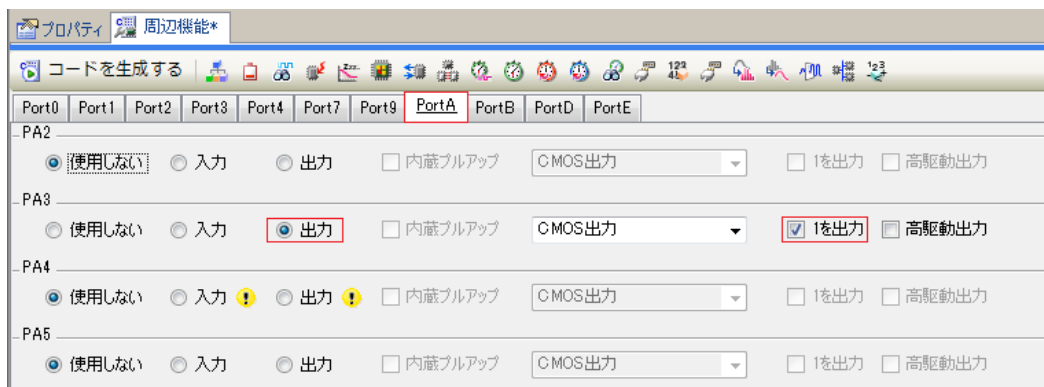 プロパティ 周辺機能*
コードを生成する
Port0 Port1 Port2 Port3 Port4 Port7 Port9 PortA PortB PortD PortE
PA2
使用しない 入力 出力 内蔵プルアップ CMOS出力 1を出力 高駆動出力
PA3
使用しない 入力 出力 内蔵プルアップ CMOS出力 1を出力 高駆動出力
PA4
使用しない 入力 出力 内蔵プルアップ CMOS出力 1を出力 高駆動出力
PA5
使用しない 入力 出力 内蔵プルアップ CMOS出力 1を出力 高駆動出力